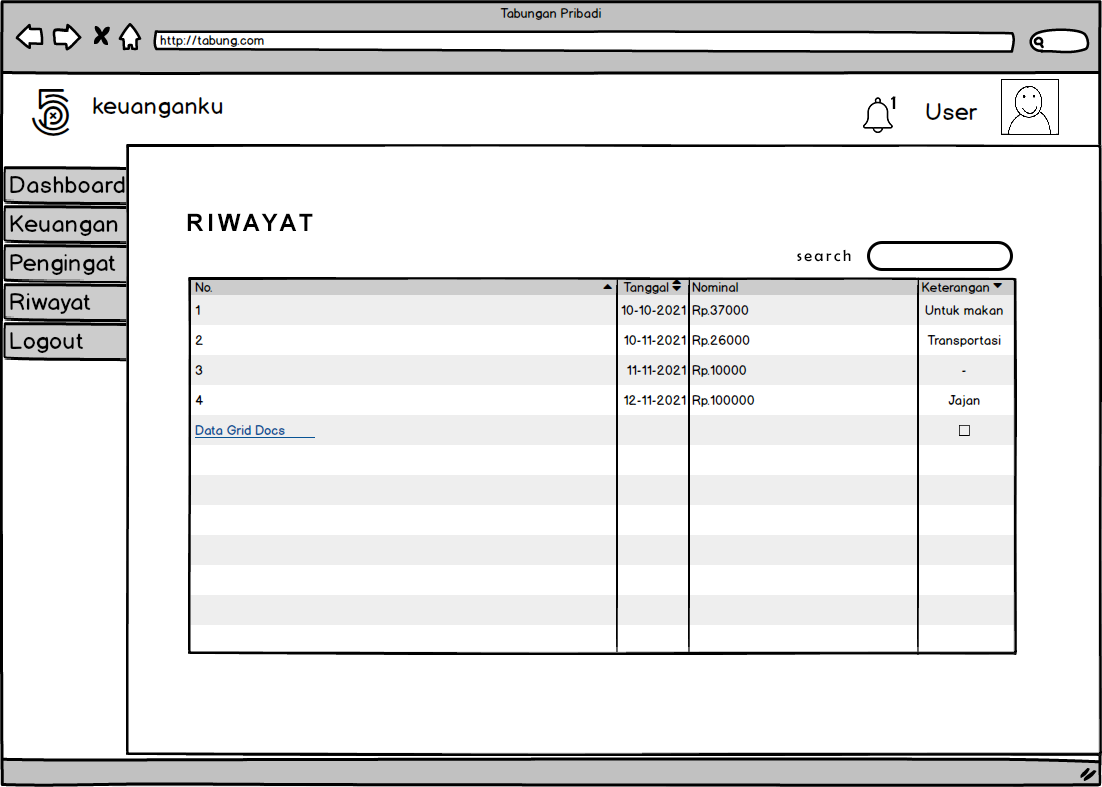 Tabungan Pribadi
http://tabung.com
keuanganku
1
User
Dashboard
Keuangan
Pengingat
Riwayat
Logout
RIWAYAT
search
No. Tanggal Nominal Keterangan
1 10-10-2021 Rp.37000 Untuk makan
2 10-11-2021 Rp.26000 Transportasi
3 11-11-2021 Rp.10000 -
4 12-11-2021 Rp.100000 Jajan
Data Grid Docs